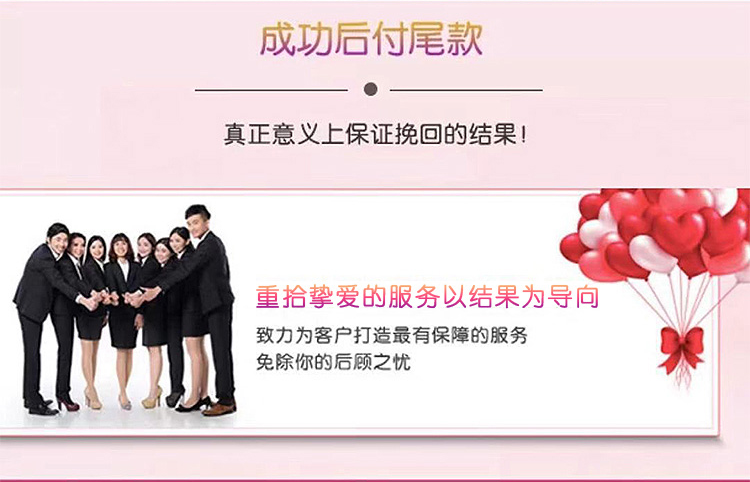 成功后付尾款
真正意义上保证挽回的结果！
重拾挚爱的服务以结果为导向
致力为客户打造最有保障的服务
免除你的后顾之忧